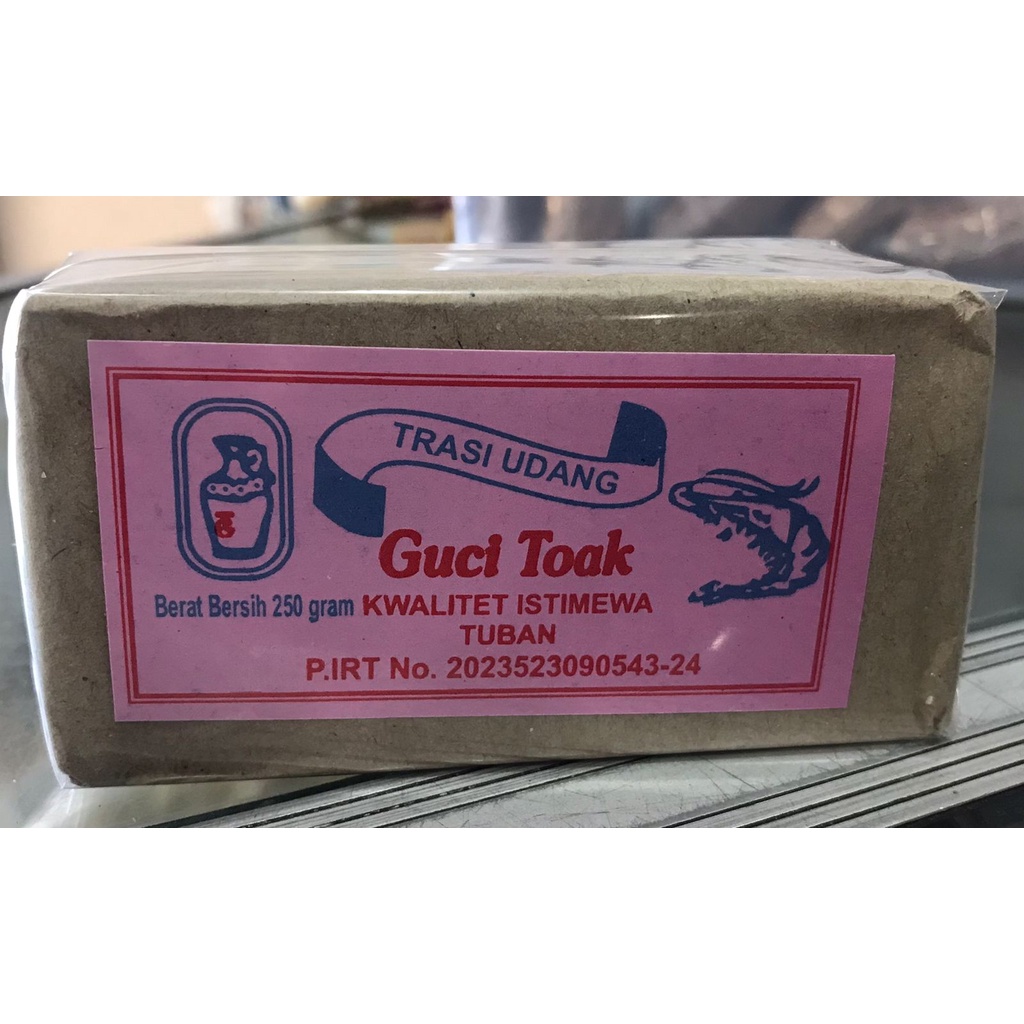 TRASI UDANG
Guci Toak
Berat Bersih 250 gram KWALITET ISTIMEWA
TUBAN
P.IRT No. 2023523090543-24